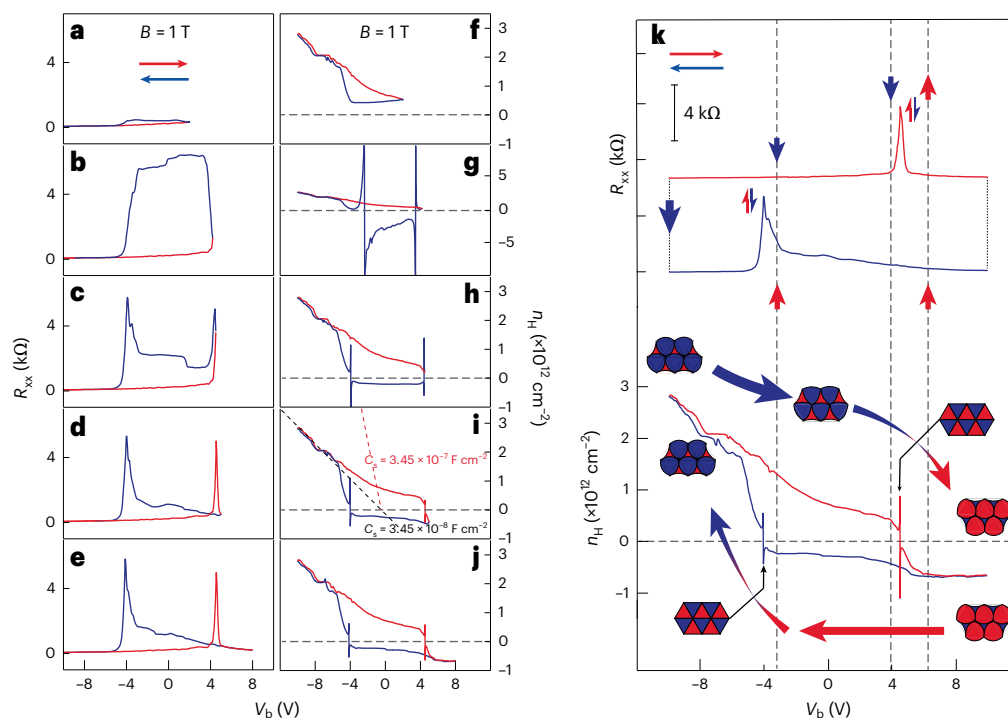 a
B = 1 T
4
0
b
4
0
c
4
0
d
4
0
e
4
0
−8
−4
0
4
8
V_b (V)
R_xx (kΩ)
f
B = 1 T
3
2
1
0
−1
g
5
0
−5
h
3
2
1
0
−1
i
C_s = 3.45 × 10⁻⁷ F cm⁻²
C_s = 3.45 × 10⁻⁸ F cm⁻²
3
2
1
0
−1
j
3
2
1
0
−1
−8
−4
0
4
8
V_b (V)
n_H (×10¹² cm⁻²)
k
4 kΩ
R_xx (kΩ)
3
2
1
0
−1
n_H (×10¹² cm⁻²)
−8
−4
0
4
8
V_b (V)